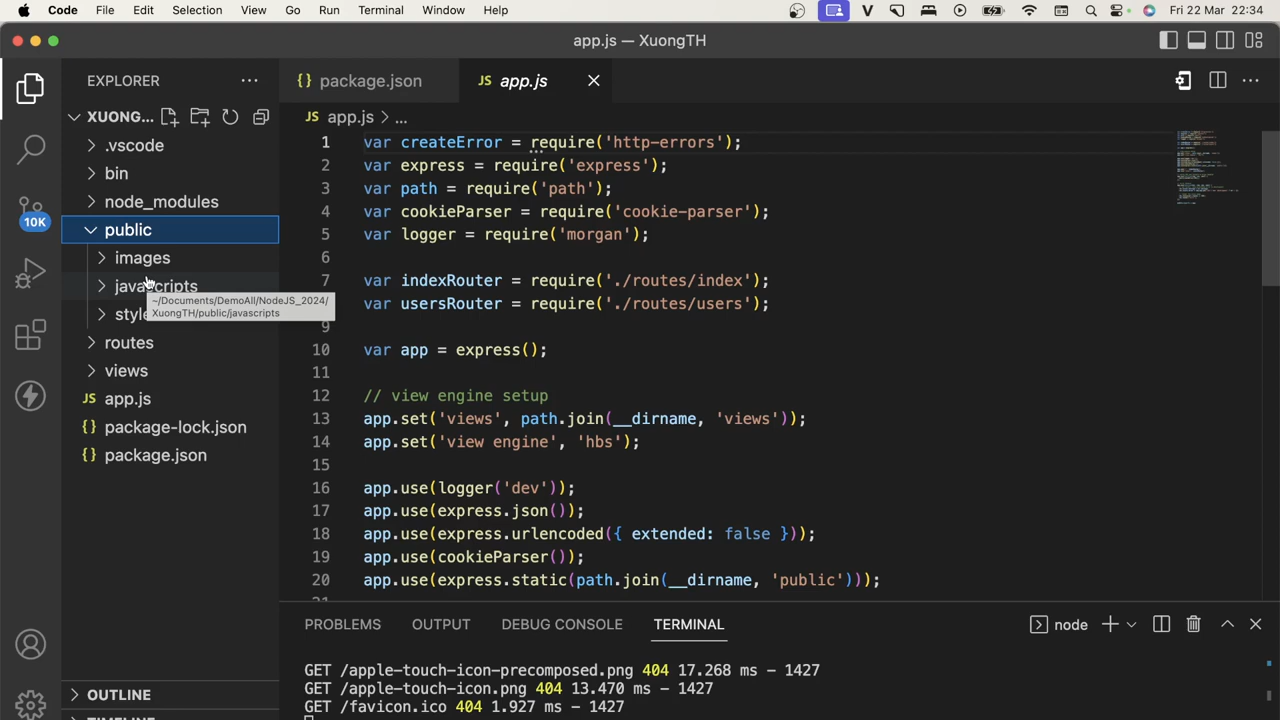 Code File Edit Selection View Go Run Terminal Window Help Fri 22 Mar 22:34
app.js — XuongTH
EXPLORER
XUONG...
.vscode
bin
node_modules
public
images
javascripts
~/Documents/DemoAll/NodeJS_2024/
XuongTH/public/javascripts
style
routes
views
JS app.js
{} package-lock.json
{} package.json
OUTLINE
TIMELINE
10K
{} package.json JS app.js
JS app.js > ...
1 var createError = require('http-errors');
2 var express = require('express');
3 var path = require('path');
4 var cookieParser = require('cookie-parser');
5 var logger = require('morgan');
6
7 var indexRouter = require('./routes/index');
8 var usersRouter = require('./routes/users');
9
10 var app = express();
11
12 // view engine setup
13 app.set('views', path.join(__dirname, 'views'));
14 app.set('view engine', 'hbs');
15
16 app.use(logger('dev'));
17 app.use(express.json());
18 app.use(express.urlencoded({ extended: false }));
19 app.use(cookieParser());
20 app.use(express.static(path.join(__dirname, 'public')));
21
PROBLEMS OUTPUT DEBUG CONSOLE TERMINAL node
GET /apple-touch-icon-precomposed.png 404 17.268 ms - 1427
GET /apple-touch-icon.png 404 13.470 ms - 1427
GET /favicon.ico 404 1.927 ms - 1427